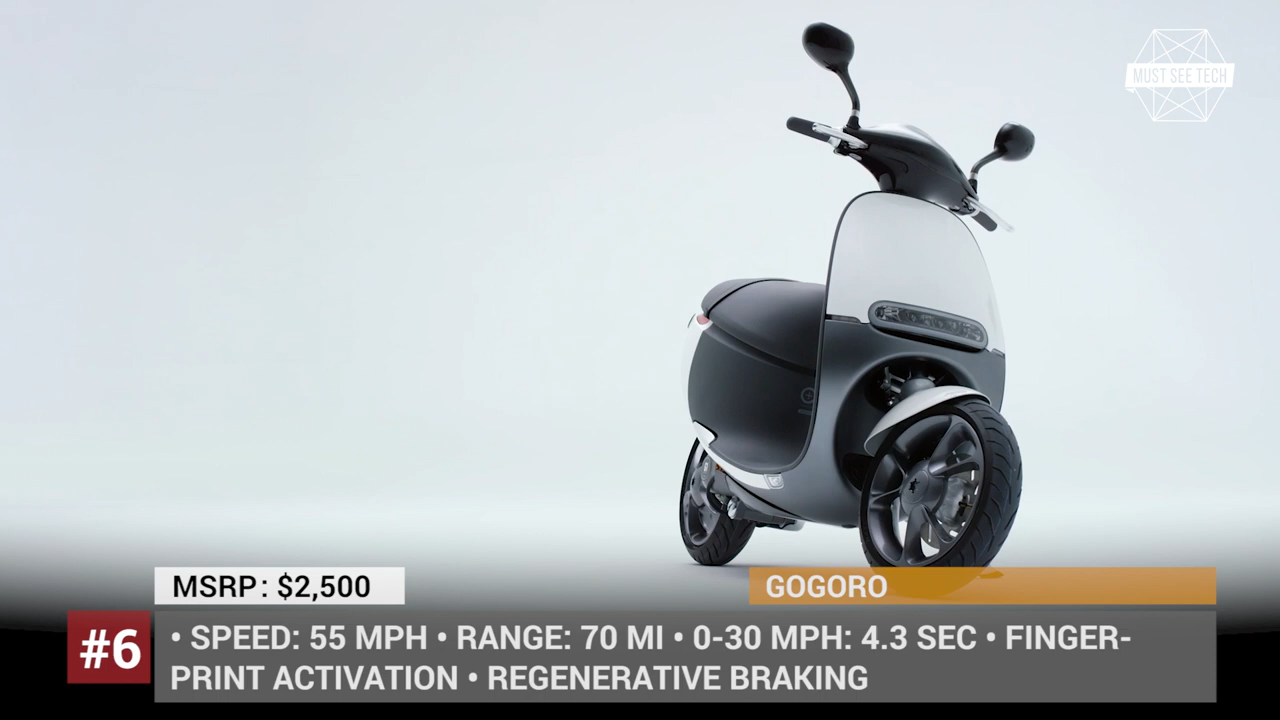 MUST SEE TECH
MSRP: $2,500
GOGORO
#6
• SPEED: 55 MPH • RANGE: 70 MI • 0-30 MPH: 4.3 SEC • FINGER-
PRINT ACTIVATION • REGENERATIVE BRAKING